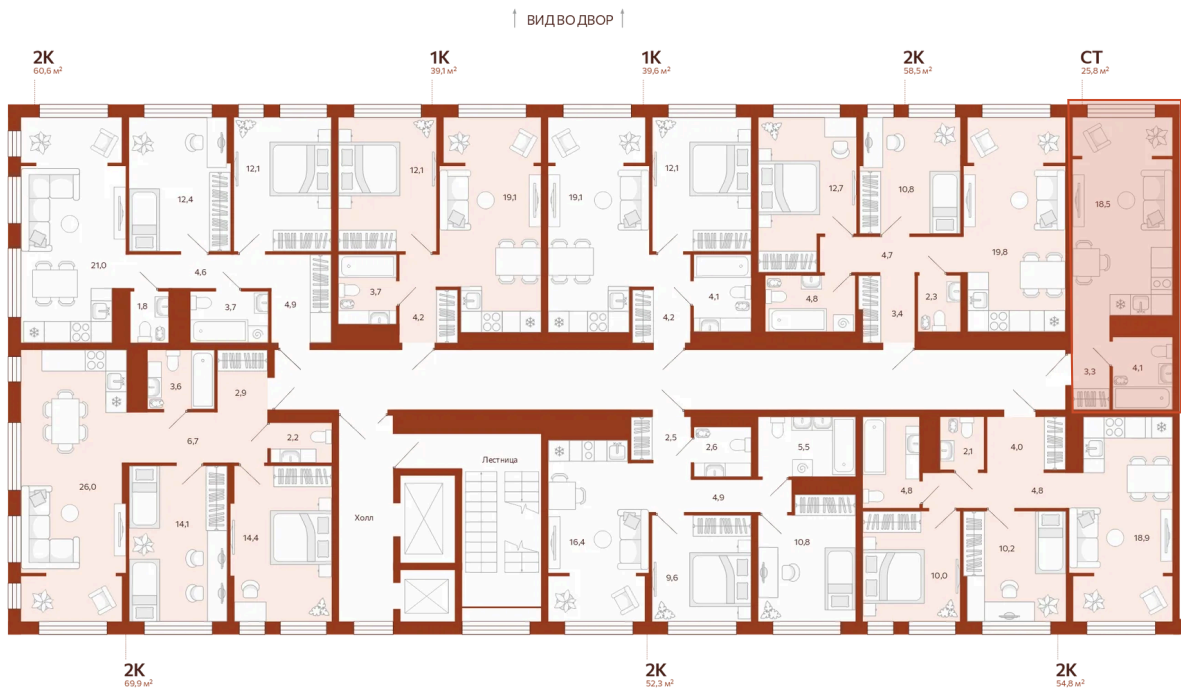 ВИД ВО ДВОР
2К
60,6 м²
1К
39,1 м²
1К
39,6 м²
2К
58,5 м²
СТ
25,8 м²
12,4
12,1
12,1
19,1
19,1
12,1
12,7
10,8
19,8
18,5
21,0
4,6
1,8
3,7
4,9
3,7
4,2
4,2
4,1
4,7
4,8
3,4
2,3
3,3
4,1
3,6
2,9
6,7
2,2
26,0
14,1
14,4
Холл
Лестница
2,5
2,6
5,5
4,9
16,4
9,6
10,8
4,8
2,1
4,0
4,8
10,0
10,2
18,9
2К
69,9 м²
2К
52,3 м²
2К
54,8 м²